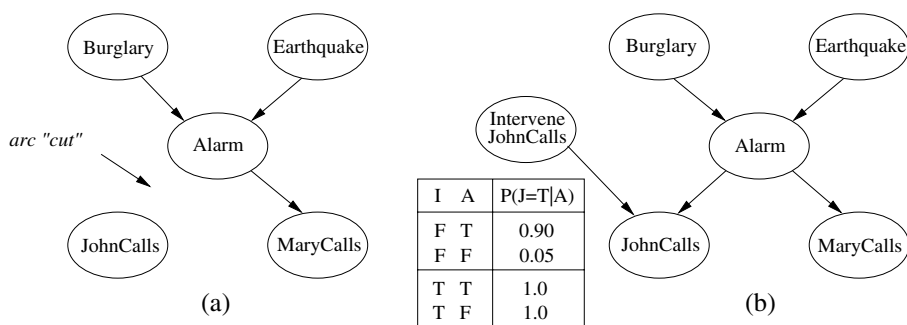 Burglary
Earthquake
Alarm
arc "cut"
JohnCalls
MaryCalls
(a)
Burglary
Earthquake
Intervene
JohnCalls
Alarm
I A P(J=T|A)
F T 0.90
F F 0.05
T T 1.0
T F 1.0
JohnCalls
MaryCalls
(b)